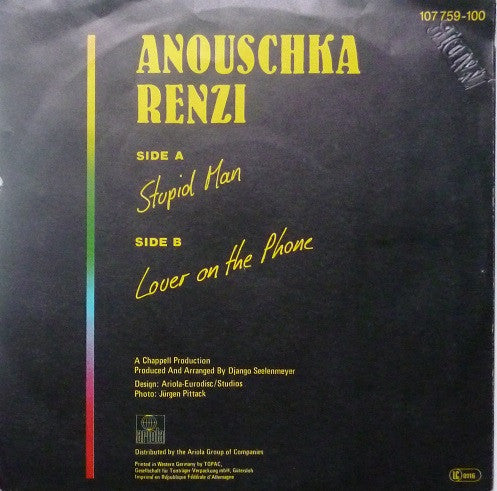 107 759-100
ANOUSCHKA
RENZI
SIDE A
Stupid Man
SIDE B
Lover on the Phone
A Chappell Production
Produced And Arranged By Django Seelenmeyer
Design: Ariola-Eurodisc/Studios
Photo: Jürgen Pittack
ariola
Distributed by the Ariola Group of Companies
Printed in Western Germany by TOPAC,
Gesellschaft für Tonträger Verpackung mbH, Gütersloh
Imprimé en République Fédérale d'Allemagne
LC 0116